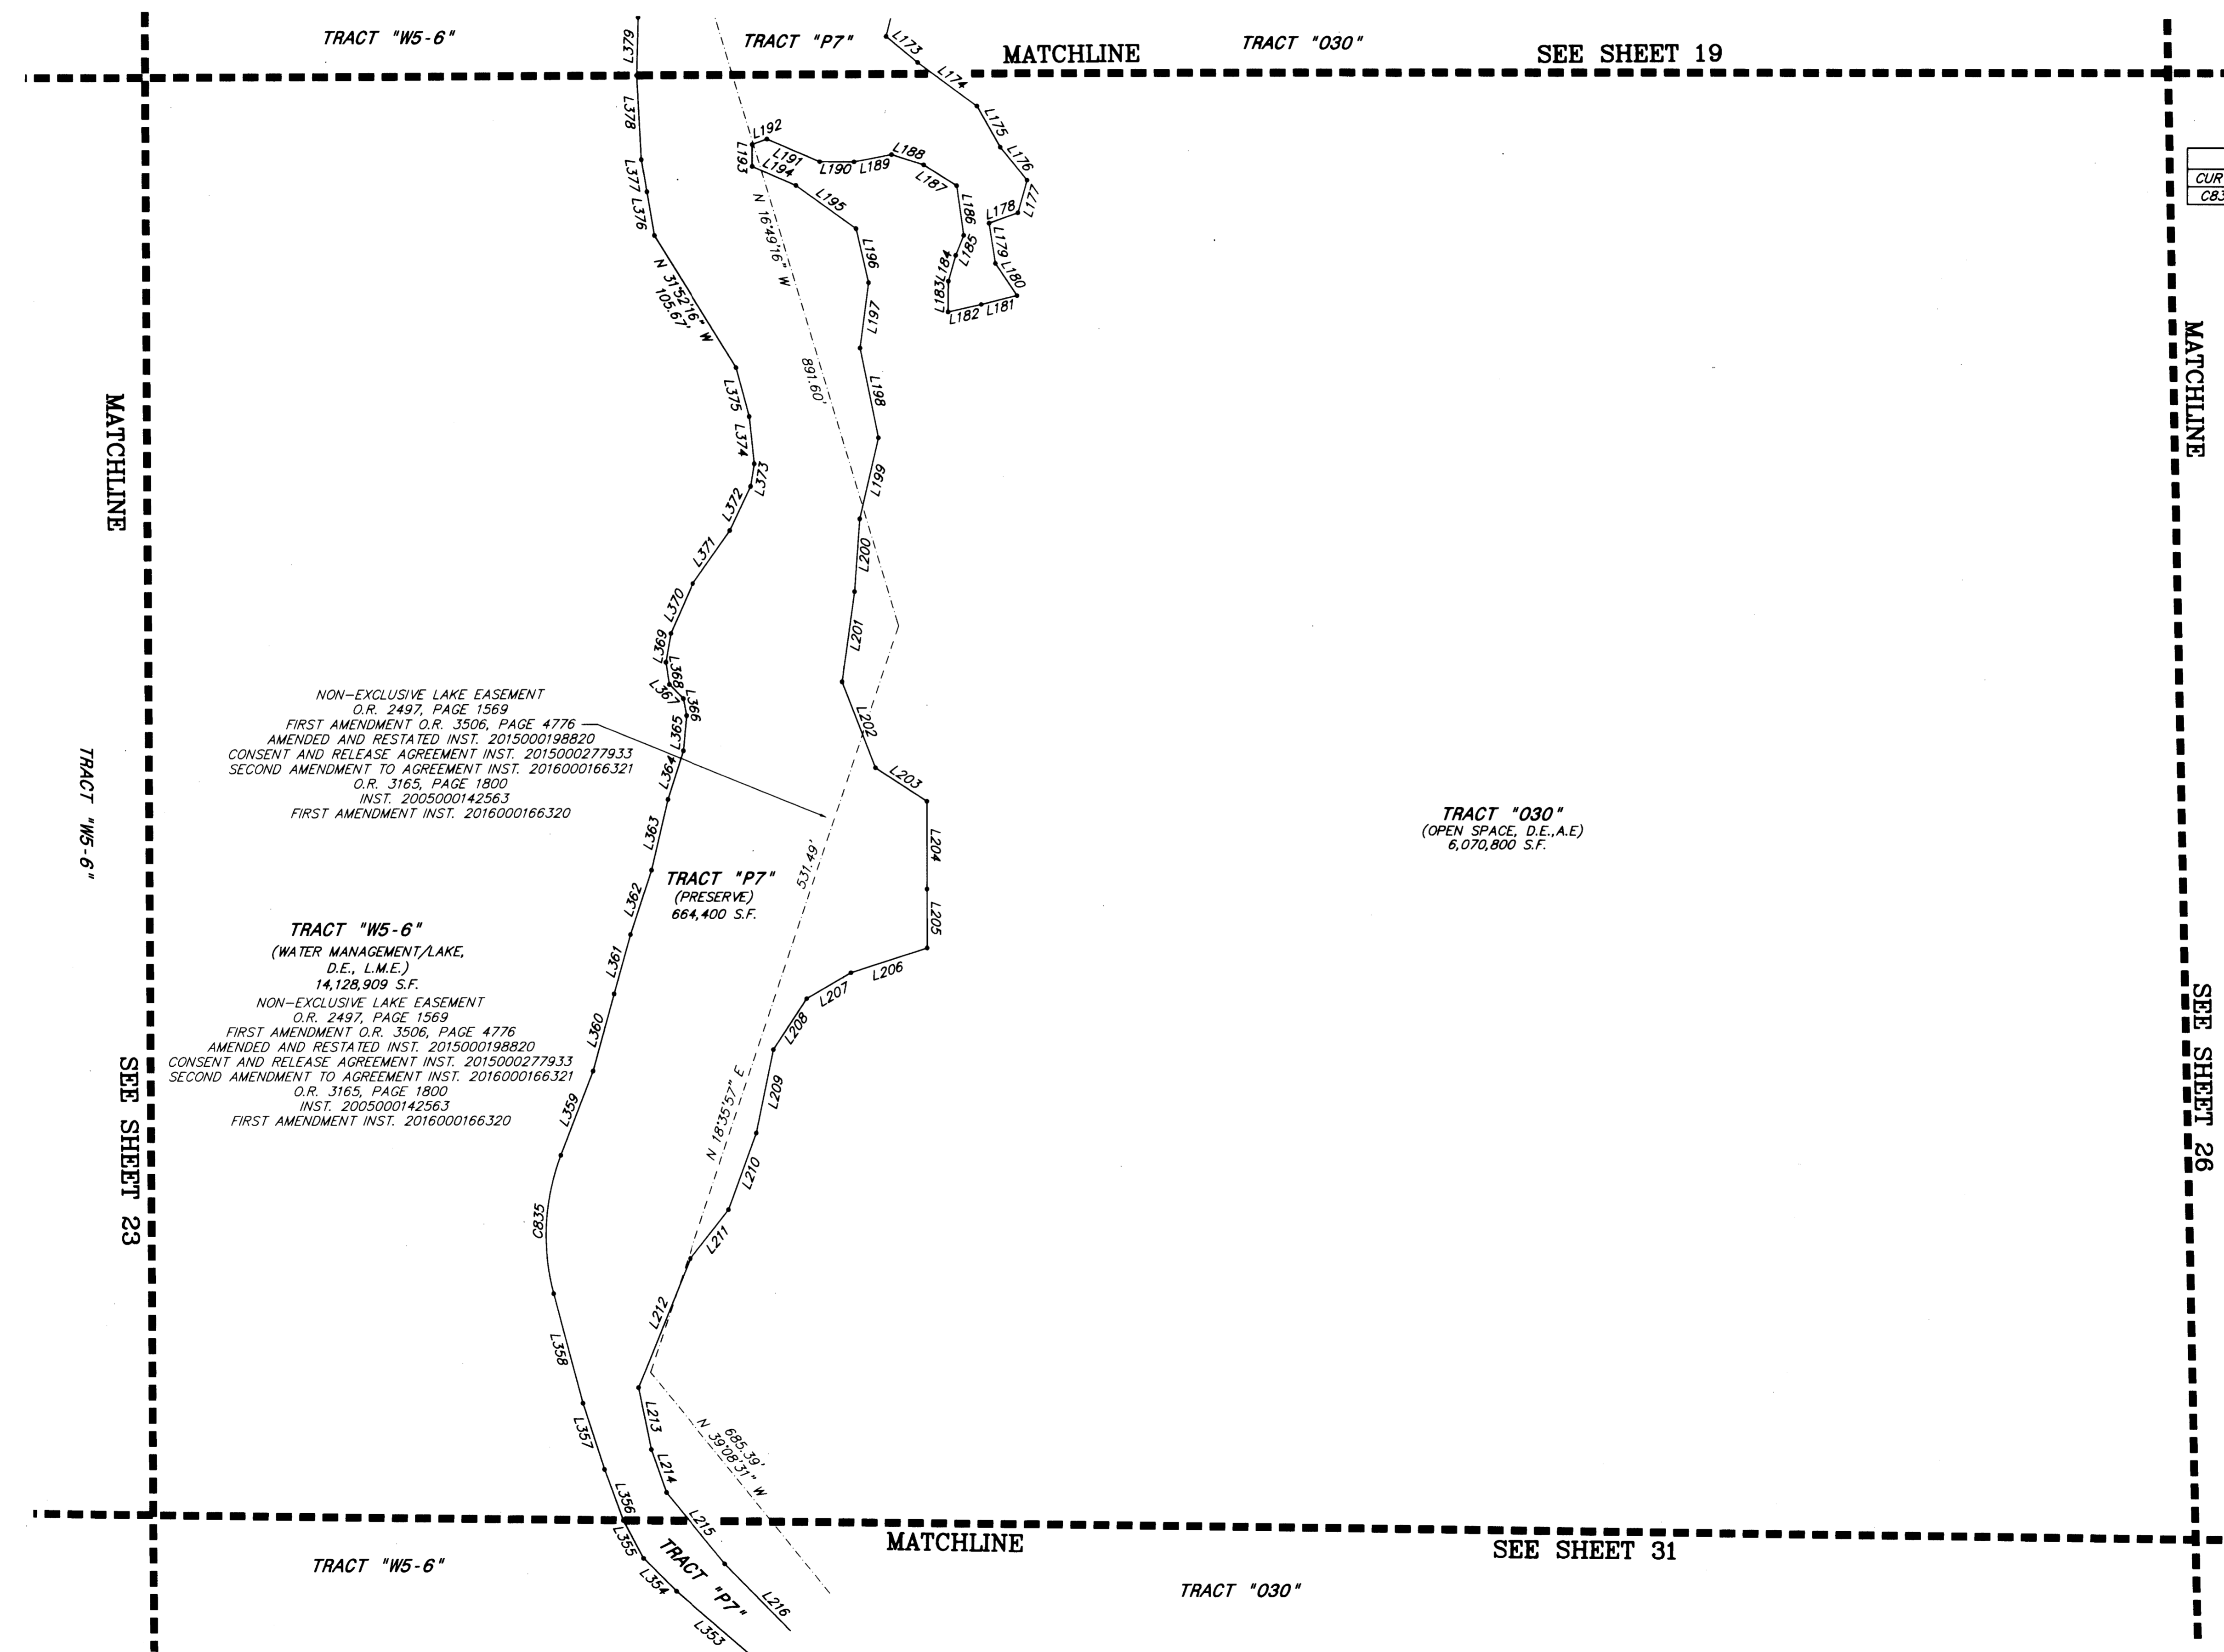 TRACT "W5-6"
L379
TRACT "P7"
L173
MATCHLINE
TRACT "030"
SEE SHEET 19
L174
L378
L192
L175
L193
L191
L190
L189
L188
L176
CUR
L377
L194
L187
L177
C83
L376
L195
L186
L178
N 16°49'16" W
L196
L184
L185
L179
L180
L183
L182
L181
N 31°52'16" W
105.67'
L197
891.60'
L198
MATCHLINE
MATCHLINE
L375
L374
L373
L199
L372
L371
L200
L370
L201
L369
L368
L367
L366
L365
L202
NON-EXCLUSIVE LAKE EASEMENT
O.R. 2497, PAGE 1569
FIRST AMENDMENT O.R. 3506, PAGE 4776
AMENDED AND RESTATED INST. 2015000198820
CONSENT AND RELEASE AGREEMENT INST. 2015000277933
SECOND AMENDMENT TO AGREEMENT INST. 2016000166321
O.R. 3165, PAGE 1800
INST. 2005000142563
FIRST AMENDMENT INST. 2016000166320
TRACT "W5-6"
L364
L203
L363
531.49'
L204
TRACT "030"
(OPEN SPACE, D.E.,A.E)
6,070,800 S.F.
TRACT "P7"
(PRESERVE)
664,400 S.F.
L362
L205
L361
L206
L207
TRACT "W5-6"
(WATER MANAGEMENT/LAKE,
D.E., L.M.E.)
14,128,909 S.F.
NON-EXCLUSIVE LAKE EASEMENT
O.R. 2497, PAGE 1569
FIRST AMENDMENT O.R. 3506, PAGE 4776
AMENDED AND RESTATED INST. 2015000198820
CONSENT AND RELEASE AGREEMENT INST. 2015000277933
SECOND AMENDMENT TO AGREEMENT INST. 2016000166321
O.R. 3165, PAGE 1800
INST. 2005000142563
FIRST AMENDMENT INST. 2016000166320
L360
L208
L359
L209
N 18°35'57" E
SEE SHEET 23
SEE SHEET 26
L210
C835
L211
L212
L358
L357
L213
685.39'
N 39°08'31" W
L214
L356
L215
L355
MATCHLINE
SEE SHEET 31
TRACT "W5-6"
L354
TRACT "P7"
L216
TRACT "030"
L353